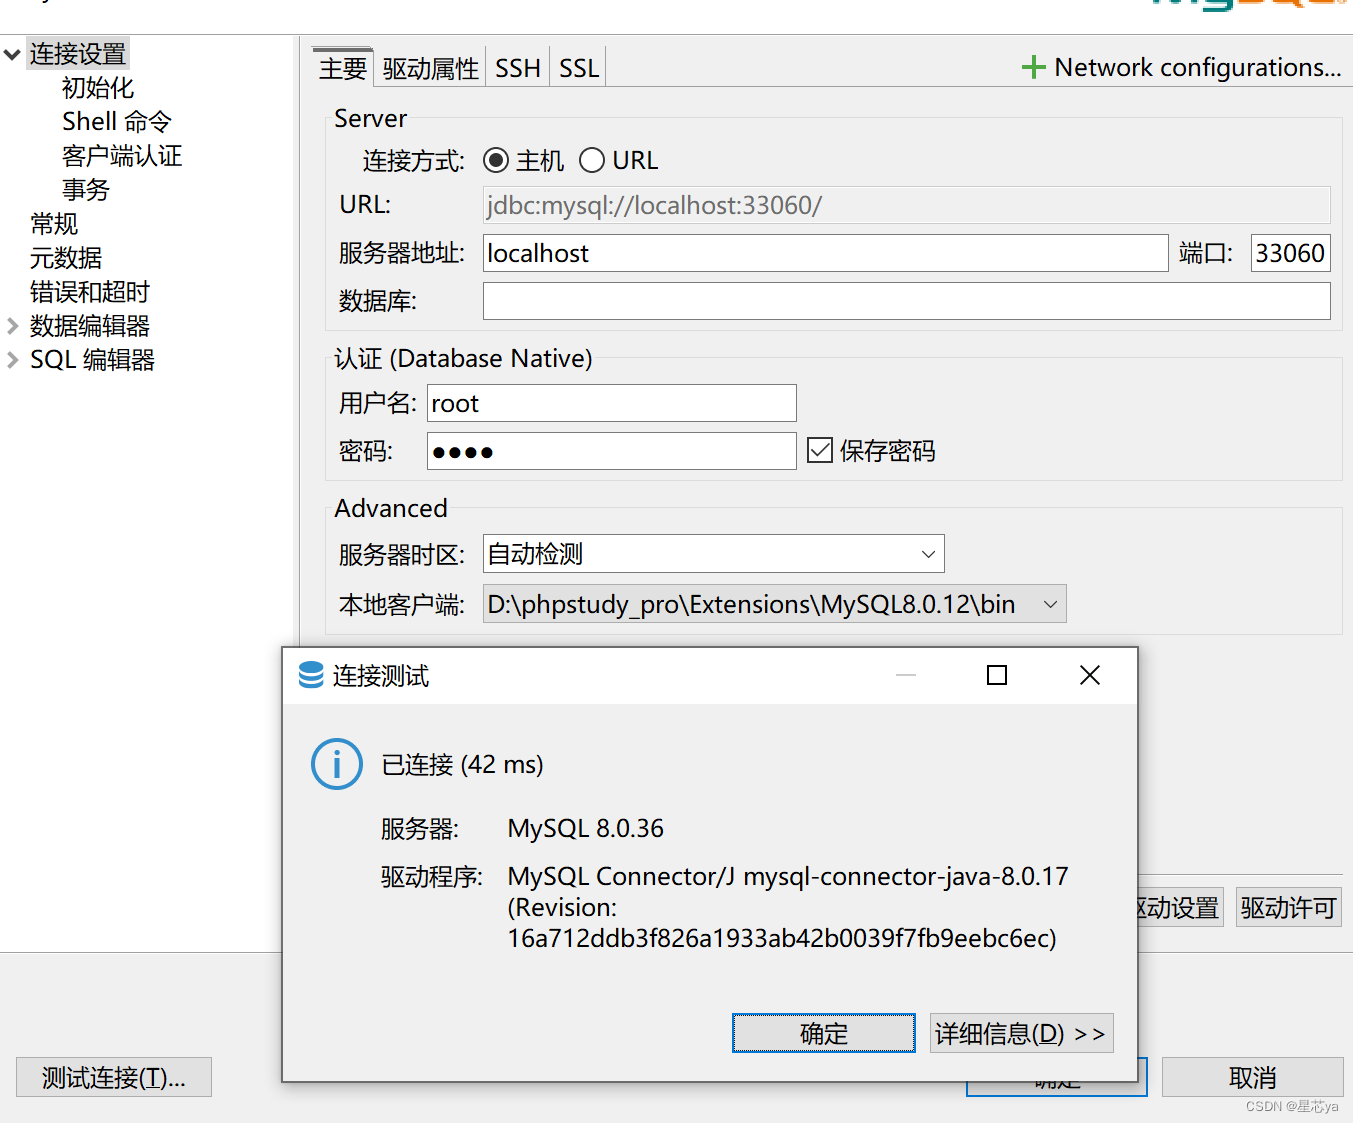 连接设置
初始化
Shell 命令
客户端认证
事务
常规
元数据
错误和超时
数据编辑器
SQL 编辑器
主要 驱动属性 SSH SSL
Network configurations...
Server
连接方式: 主机 URL
URL: jdbc:mysql://localhost:33060/
服务器地址: localhost 端口: 33060
数据库:
认证 (Database Native)
用户名: root
密码: ●●●● 保存密码
Advanced
服务器时区: 自动检测
本地客户端: D:\phpstudy_pro\Extensions\MySQL8.0.12\bin
连接测试
已连接 (42 ms)
服务器: MySQL 8.0.36
驱动程序: MySQL Connector/J mysql-connector-java-8.0.17
(Revision:
16a712ddb3f826a1933ab42b0039f7fb9eebc6ec)
确定 详细信息(D) >>
驱动设置 驱动许可
测试连接(T)... 确定 取消
CSDN @星芯ya